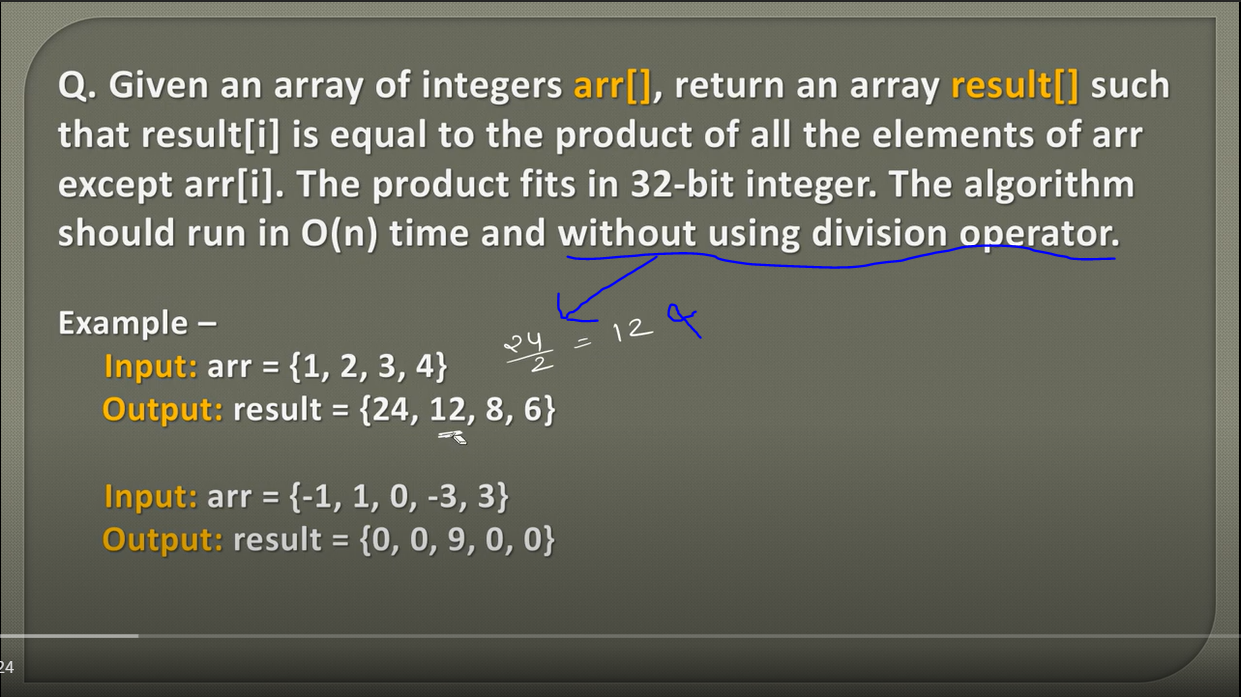 Q. Given an array of integers arr[], return an array result[] such
that result[i] is equal to the product of all the elements of arr
except arr[i]. The product fits in 32-bit integer. The algorithm
should run in O(n) time and without using division operator.
Example –
24/2 = 12
Input: arr = {1, 2, 3, 4}
Output: result = {24, 12, 8, 6}
Input: arr = {-1, 1, 0, -3, 3}
Output: result = {0, 0, 9, 0, 0}
24